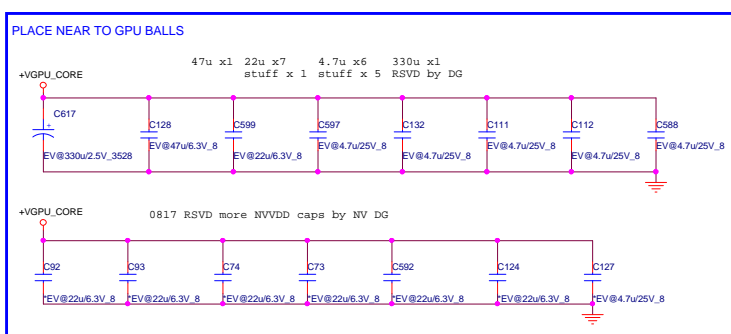 PLACE NEAR TO GPU BALLS
47u x1 22u x7 4.7u x6 330u x1
stuff x 1 stuff x 5 RSVD by DG
+VGPU_CORE
C617
+
EV@330u/2.5V_3528
C128
EV@47u/6.3V_8
C599
EV@22u/6.3V_8
C597
EV@4.7u/25V_8
C132
EV@4.7u/25V_8
C111
EV@4.7u/25V_8
C112
EV@4.7u/25V_8
C588
EV@4.7u/25V_8
+VGPU_CORE
0817 RSVD more NVVDD caps by NV DG
C92
*EV@22u/6.3V_8
C93
*EV@22u/6.3V_8
C74
*EV@22u/6.3V_8
C73
*EV@22u/6.3V_8
C592
*EV@22u/6.3V_8
C124
*EV@22u/6.3V_8
C127
*EV@4.7u/25V_8